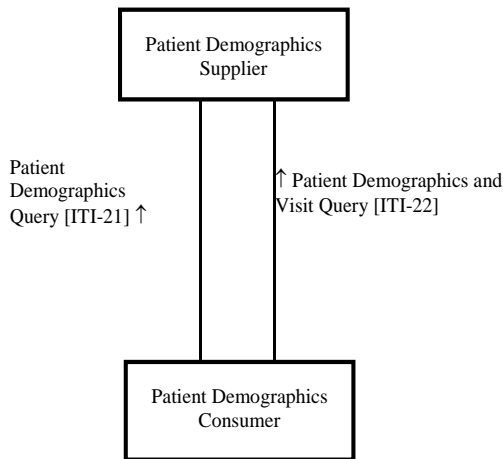 Patient Demographics
Supplier
Patient
Demographics
Query [ITI-21] ↑
↑ Patient Demographics and
Visit Query [ITI-22]
Patient Demographics
Consumer